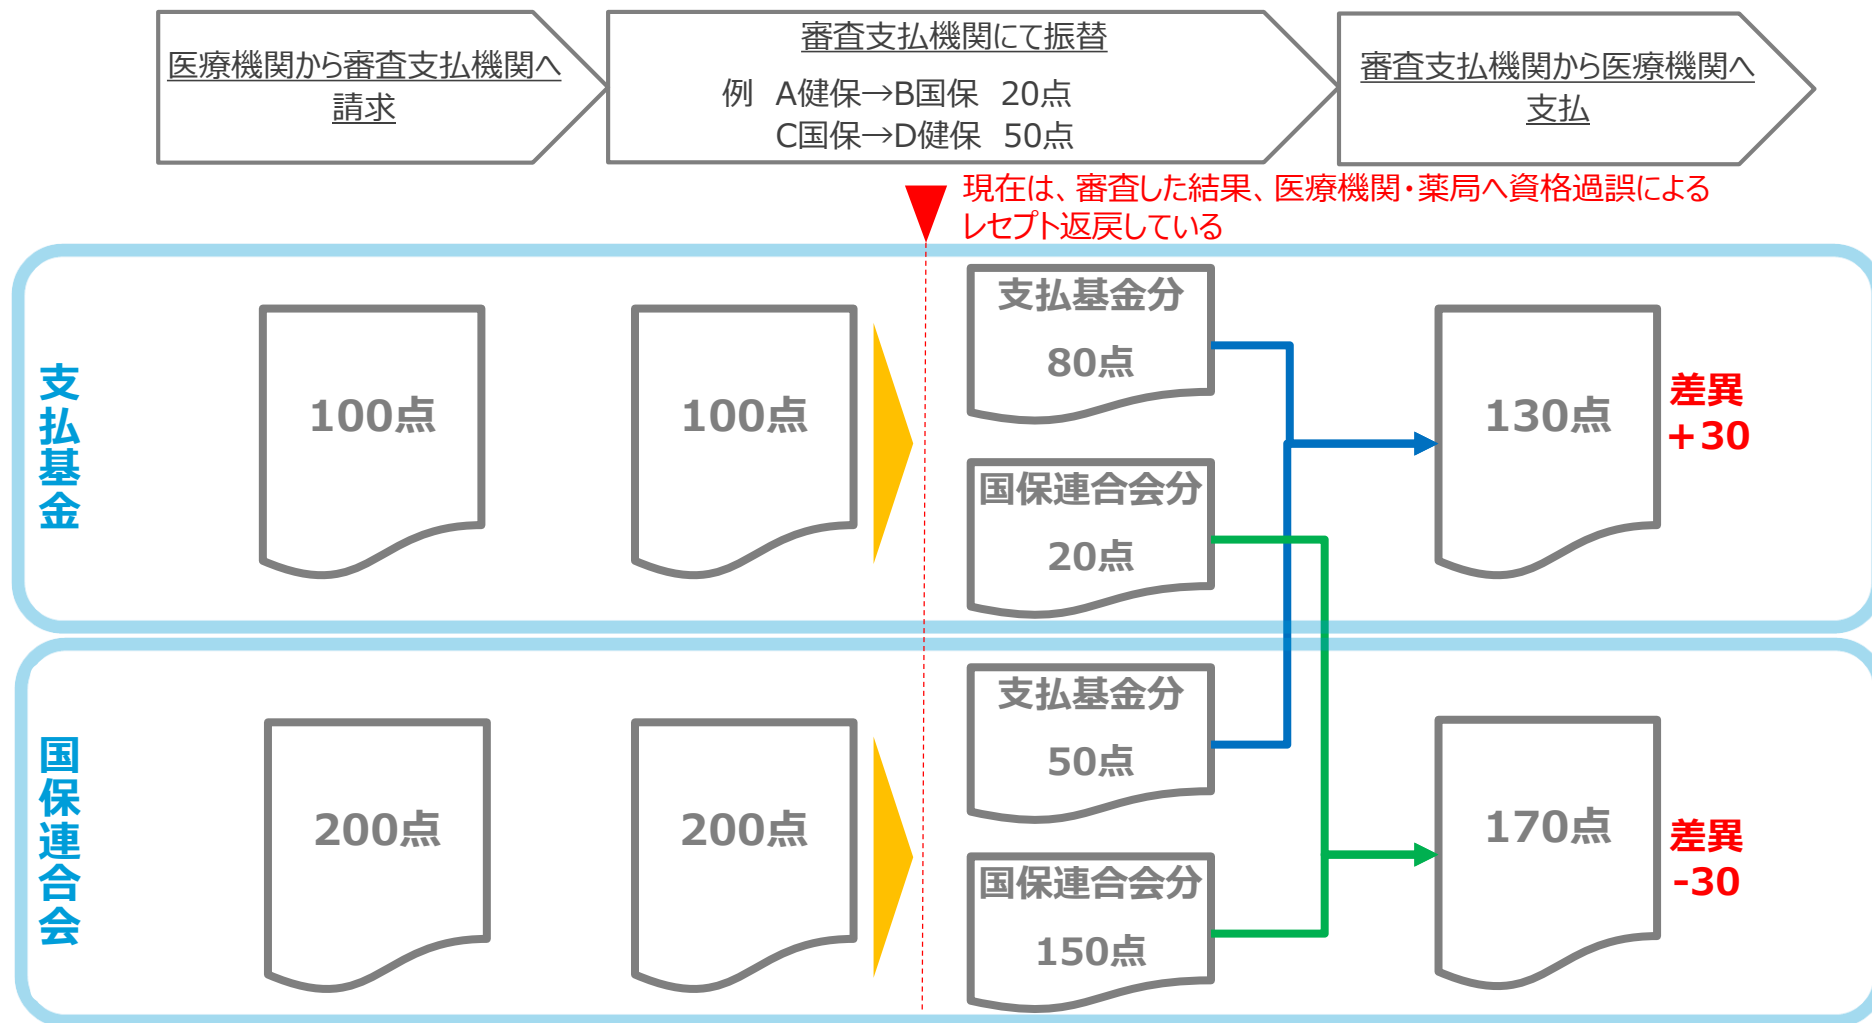 医療機関から審査支払機関へ
請求
審査支払機関にて振替
例 A健保→B国保 20点
C国保→D健保 50点
審査支払機関から医療機関へ
支払
現在は、審査した結果、医療機関・薬局へ資格過誤による
レセプト返戻している
支払基金
100点
100点
支払基金分
80点
国保連合会分
20点
130点
差異
+30
国保連合会
200点
200点
支払基金分
50点
国保連合会分
150点
170点
差異
-30